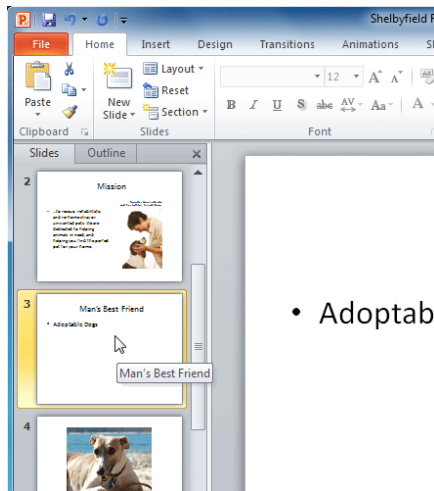 Shelbyfield
File Home Insert Design Transitions Animations
Paste
New
Slide
Layout
Reset
Section
12
B I U S abc AV Aa A
Clipboard Slides Font
Slides Outline
2
Mission
3
Man's Best Friend
• Adoptable Dogs
Man's Best Friend
4
• Adoptab